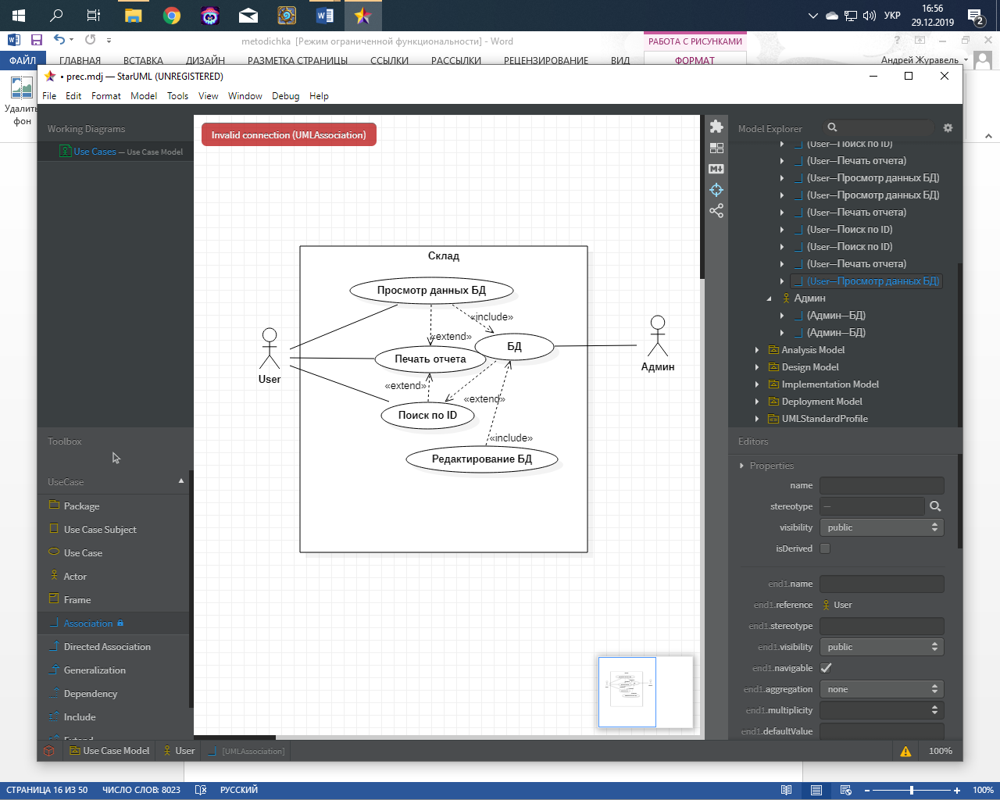 УКР
16:56
29.12.2019
2
metodichka [Режим ограниченной функциональности] - Word
РАБОТА С РИСУНКАМИ
ФАЙЛ
ГЛАВНАЯ
ВСТАВКА
ДИЗАЙН
РАЗМЕТКА СТРАНИЦЫ
ССЫЛКИ
РАССЫЛКИ
РЕЦЕНЗИРОВАНИЕ
ВИД
ФОРМАТ
Андрей Журавель
Удалить
фон
• prec.mdj — StarUML (UNREGISTERED)
File Edit Format Model Tools View Window Debug Help
Working Diagrams
Use Cases — Use Case Model
Invalid connection (UMLAssociation)
Склад
Просмотр данных БД
«include»
«extend»
БД
Печать отчета
User
Админ
«extend»
«extend»
Поиск по ID
«include»
Редактирование БД
Toolbox
UseCase
Package
Use Case Subject
Use Case
Actor
Frame
Association
Directed Association
Generalization
Dependency
Include
Extend
Model Explorer
(User—Поиск по ID)
(User—Печать отчета)
(User—Просмотр данных БД)
(User—Просмотр данных БД)
(User—Печать отчета)
(User—Поиск по ID)
(User—Поиск по ID)
(User—Печать отчета)
(User—Просмотр данных БД)
Админ
(Админ—БД)
(Админ—БД)
Analysis Model
Design Model
Implementation Model
Deployment Model
UMLStandardProfile
Editors
Properties
name
stereotype —
visibility public
isDerived
end1.name
end1.reference User
end1.stereotype
end1.visibility public
end1.navigable
end1.aggregation none
end1.multiplicity
end1.defaultValue
Use Case Model
User
[UMLAssociation]
100%
СТРАНИЦА 16 ИЗ 50
ЧИСЛО СЛОВ: 8023
РУССКИЙ
100%